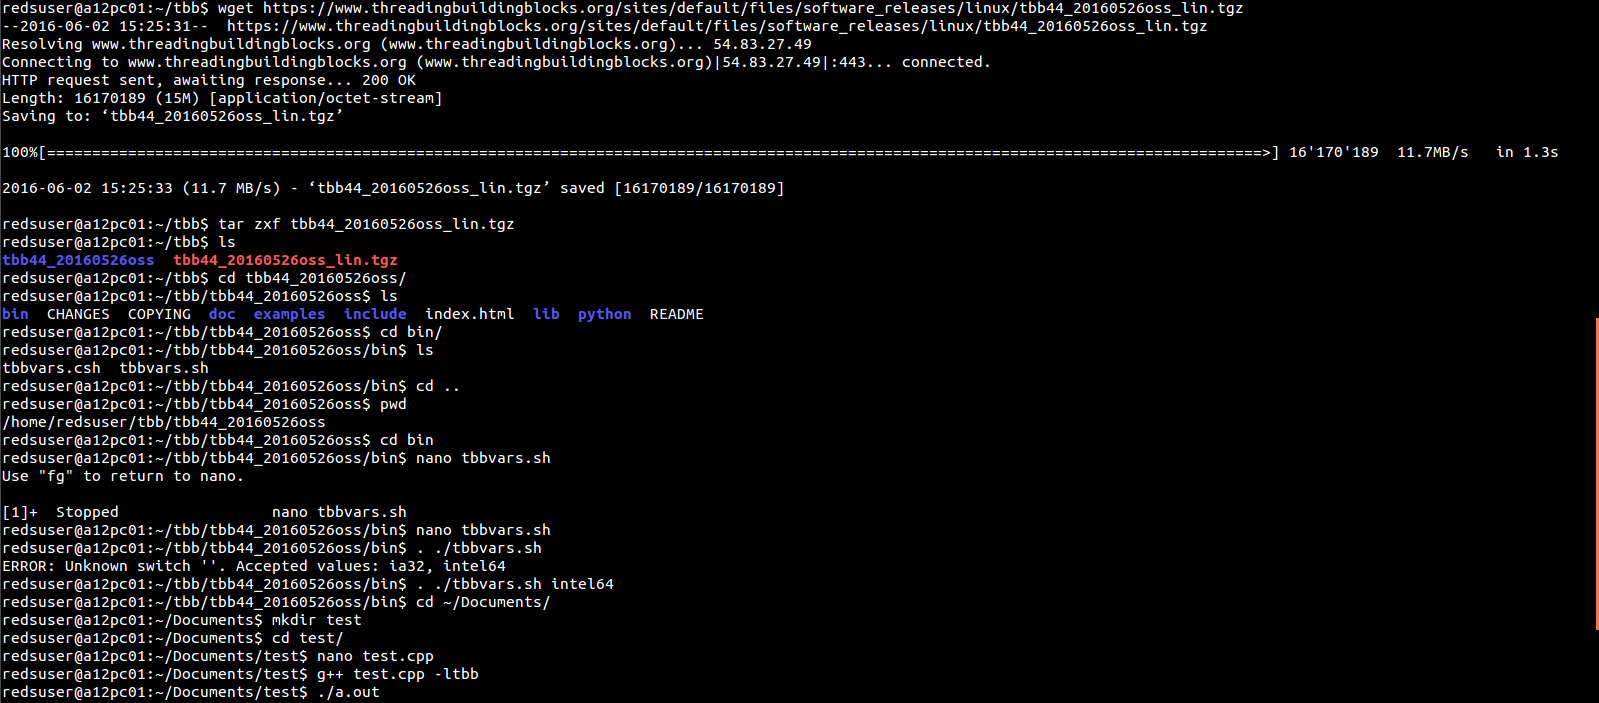 redsuser@a12pc01:~/tbb$ wget https://www.threadingbuildingblocks.org/sites/default/files/software_releases/linux/tbb44_20160526oss_lin.tgz
--2016-06-02 15:25:31--  https://www.threadingbuildingblocks.org/sites/default/files/software_releases/linux/tbb44_20160526oss_lin.tgz
Resolving www.threadingbuildingblocks.org (www.threadingbuildingblocks.org)... 54.83.27.49
Connecting to www.threadingbuildingblocks.org (www.threadingbuildingblocks.org)|54.83.27.49|:443... connected.
HTTP request sent, awaiting response... 200 OK
Length: 16170189 (15M) [application/octet-stream]
Saving to: ‘tbb44_20160526oss_lin.tgz’
100%[=======================================================================================================================================>] 16'170'189  11.7MB/s   in 1.3s
2016-06-02 15:25:33 (11.7 MB/s) - ‘tbb44_20160526oss_lin.tgz’ saved [16170189/16170189]
redsuser@a12pc01:~/tbb$ tar zxf tbb44_20160526oss_lin.tgz
redsuser@a12pc01:~/tbb$ ls
tbb44_20160526oss  tbb44_20160526oss_lin.tgz
redsuser@a12pc01:~/tbb$ cd tbb44_20160526oss/
redsuser@a12pc01:~/tbb/tbb44_20160526oss$ ls
bin  CHANGES  COPYING  doc  examples  include  index.html  lib  python  README
redsuser@a12pc01:~/tbb/tbb44_20160526oss$ cd bin/
redsuser@a12pc01:~/tbb/tbb44_20160526oss/bin$ ls
tbbvars.csh  tbbvars.sh
redsuser@a12pc01:~/tbb/tbb44_20160526oss/bin$ cd ..
redsuser@a12pc01:~/tbb/tbb44_20160526oss$ pwd
/home/redsuser/tbb/tbb44_20160526oss
redsuser@a12pc01:~/tbb/tbb44_20160526oss$ cd bin
redsuser@a12pc01:~/tbb/tbb44_20160526oss/bin$ nano tbbvars.sh
Use "fg" to return to nano.
[1]+  Stopped                 nano tbbvars.sh
redsuser@a12pc01:~/tbb/tbb44_20160526oss/bin$ nano tbbvars.sh
redsuser@a12pc01:~/tbb/tbb44_20160526oss/bin$ . ./tbbvars.sh
ERROR: Unknown switch ''. Accepted values: ia32, intel64
redsuser@a12pc01:~/tbb/tbb44_20160526oss/bin$ . ./tbbvars.sh intel64
redsuser@a12pc01:~/tbb/tbb44_20160526oss/bin$ cd ~/Documents/
redsuser@a12pc01:~/Documents$ mkdir test
redsuser@a12pc01:~/Documents$ cd test/
redsuser@a12pc01:~/Documents/test$ nano test.cpp
redsuser@a12pc01:~/Documents/test$ g++ test.cpp -ltbb
redsuser@a12pc01:~/Documents/test$ ./a.out